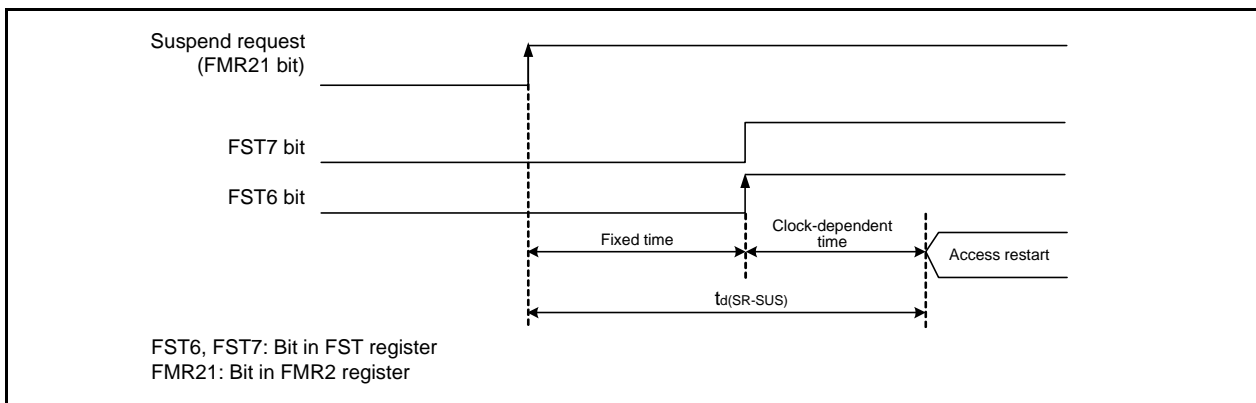 Suspend request
(FMR21 bit)
FST7 bit
FST6 bit
Fixed time
Clock-dependent
time
Access restart
td(SR-SUS)
FST6, FST7: Bit in FST register
FMR21: Bit in FMR2 register